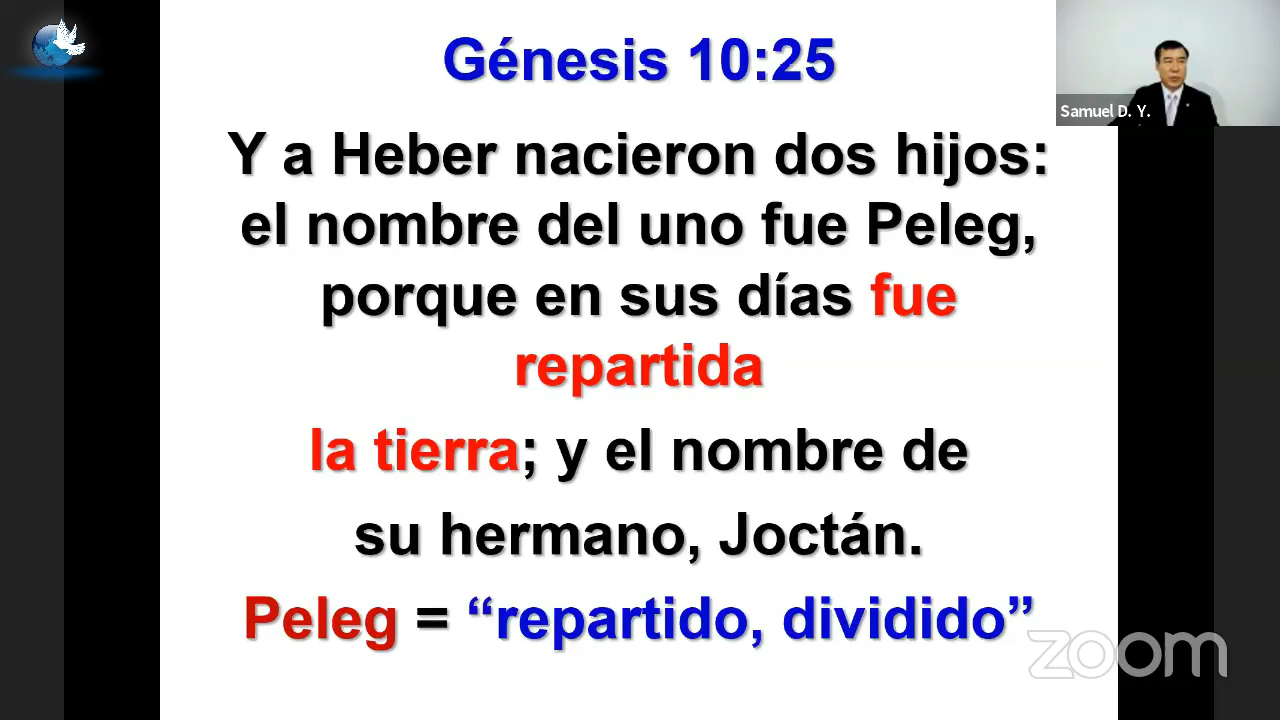 Génesis 10:25
Samuel D. Y.
Y a Heber nacieron dos hijos:
el nombre del uno fue Peleg,
porque en sus días fue
repartida
la tierra; y el nombre de
su hermano, Joctán.
Peleg = “repartido, dividido”
zoom